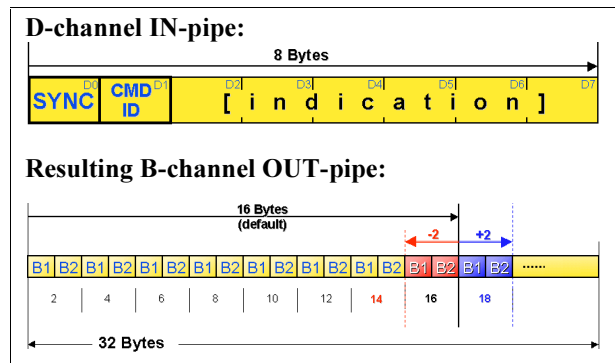 D-channel IN-pipe:
8 Bytes
D0 D1 D2 D3 D4 D5 D6 D7
SYNC CMD ID [ i n d i c a t i o n ]
Resulting B-channel OUT-pipe:
16 Bytes
(default)
-2 +2
B1 B2 B1 B2 B1 B2 B1 B2 B1 B2 B1 B2 B1 B2 B1 B2 B1 B2 ......
2 4 6 8 10 12 14 16 18
32 Bytes